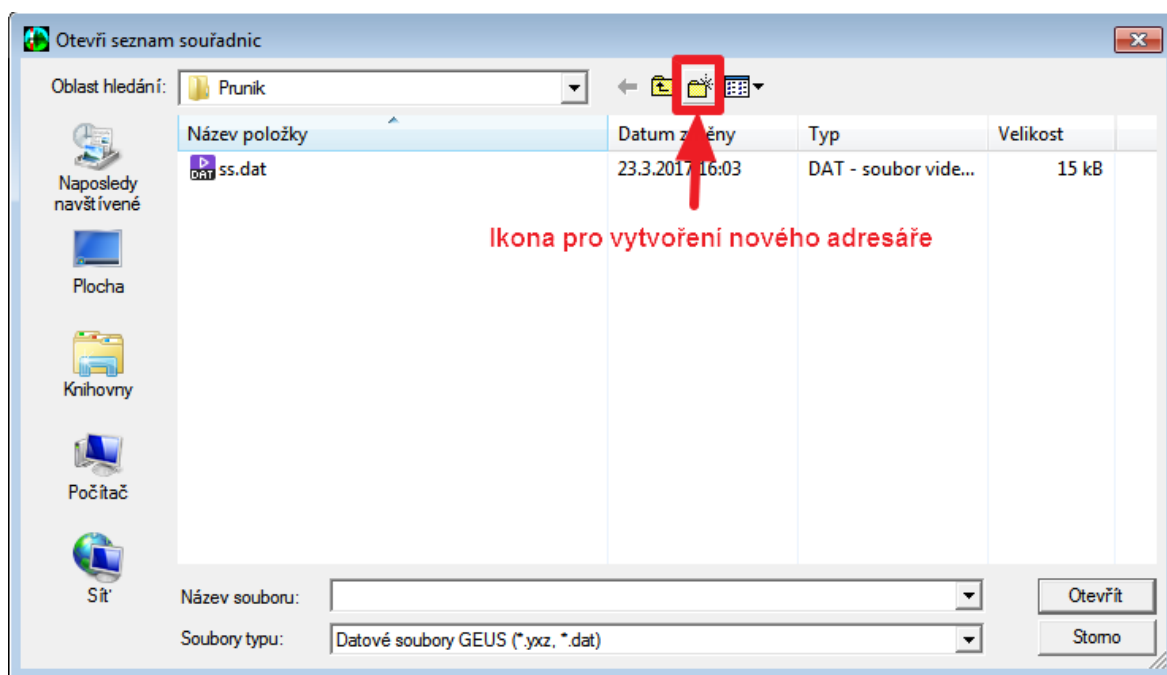 Otevři seznam souřadnic
Oblast hledání: Prunik
Název položky Datum změny Typ Velikost
DAT ss.dat 23.3.2017 16:03 DAT - soubor vide... 15 kB
Ikona pro vytvoření nového adresáře
Naposledy
navštívené
Plocha
Knihovny
Počítač
Síť
Název souboru: Otevřít
Soubory typu: Datové soubory GEUS (*.yxz, *.dat) Storno